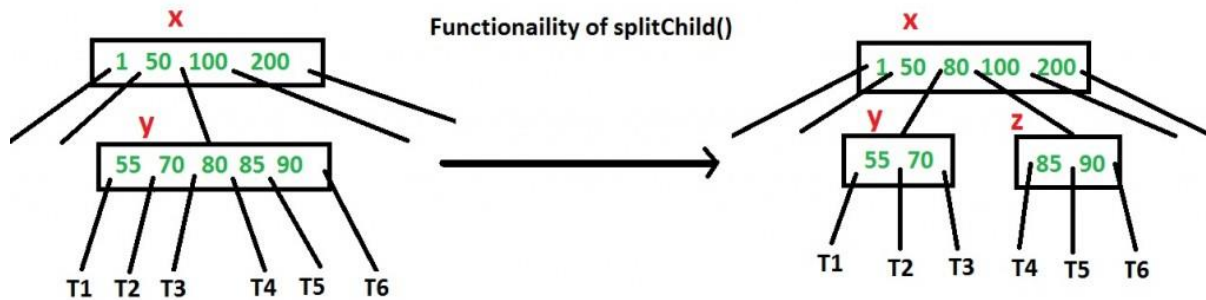 Functionaility of splitChild()
x
1 50 100 200
y
55 70 80 85 90
T1 T2 T3 T4 T5 T6
x
1 50 80 100 200
y
z
55 70
85 90
T1 T2 T3 T4 T5 T6